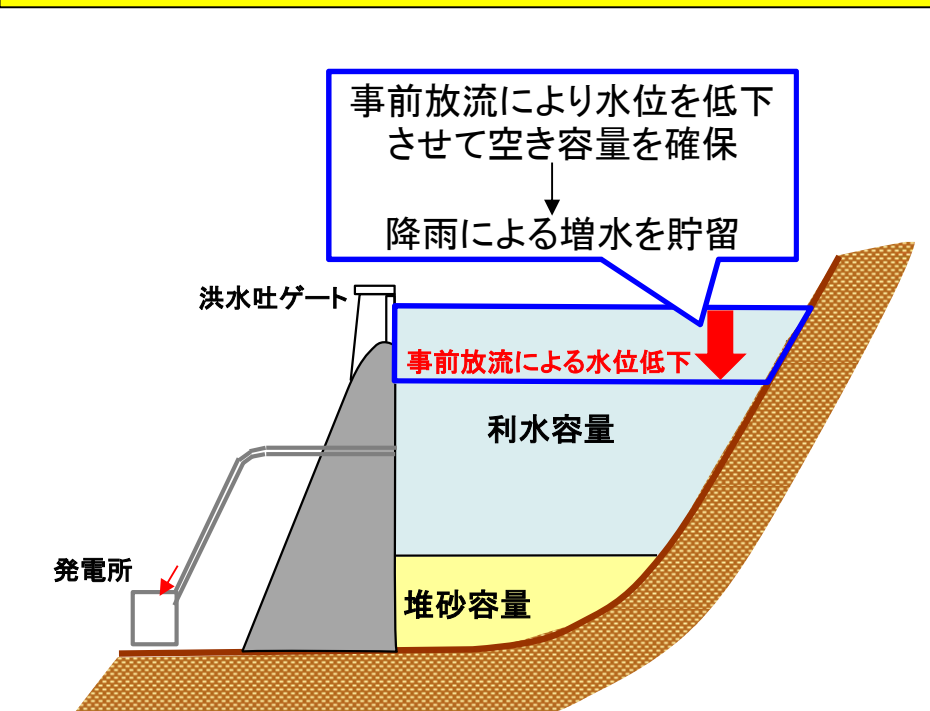 事前放流により水位を低下
させて空き容量を確保
降雨による増水を貯留
洪水吐ゲート
事前放流による水位低下
利水容量
発電所
堆砂容量